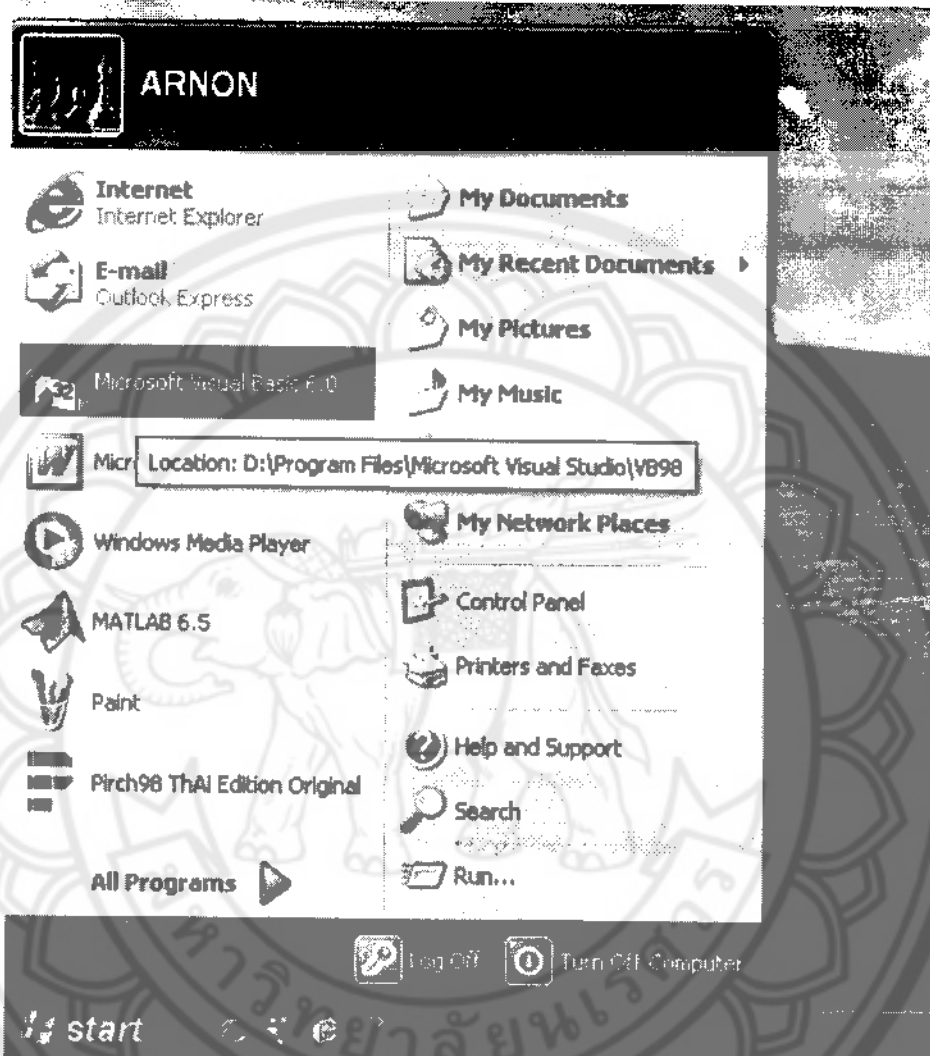 ARNON
Internet
Internet Explorer
E-mail
Outlook Express
Microsoft Visual Basic 6.0
Micr
Location: D:\Program Files\Microsoft Visual Studio\VB98
Windows Media Player
MATLAB 6.5
Paint
Pirch98 ThAI Edition Original
All Programs
My Documents
My Recent Documents
My Pictures
My Music
My Network Places
Control Panel
Printers and Faxes
Help and Support
Search
Run...
Log Off
Turn Off Computer
start